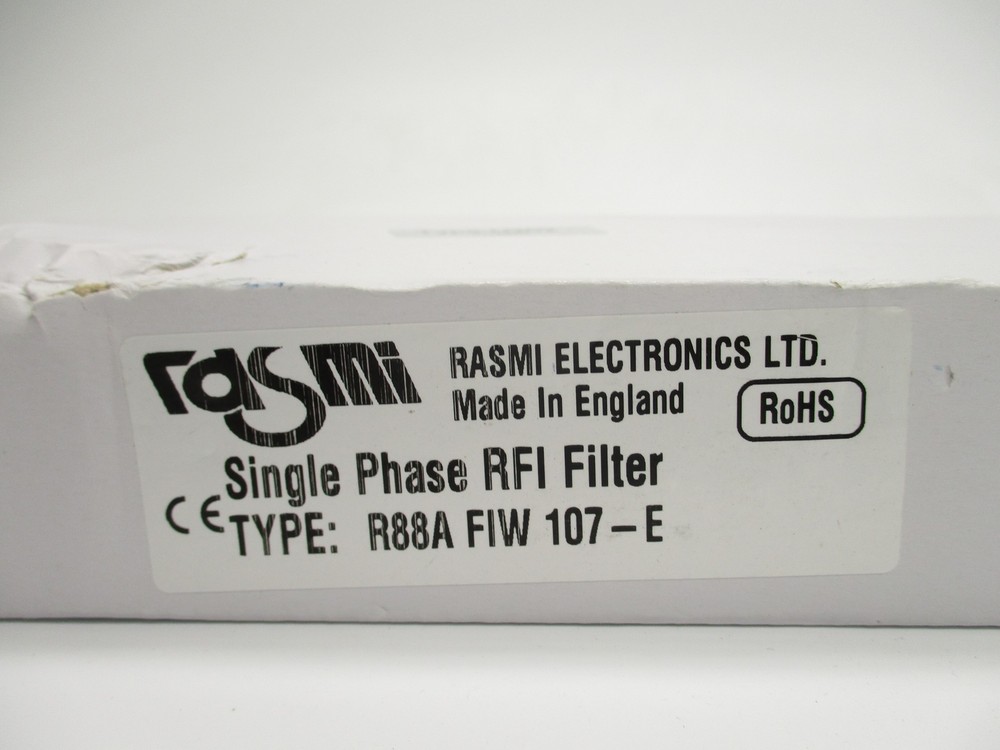 rasmi
RASMI ELECTRONICS LTD.
Made In England
RoHS
Single Phase RFI Filter
CE
TYPE: R88A FIW 107-E